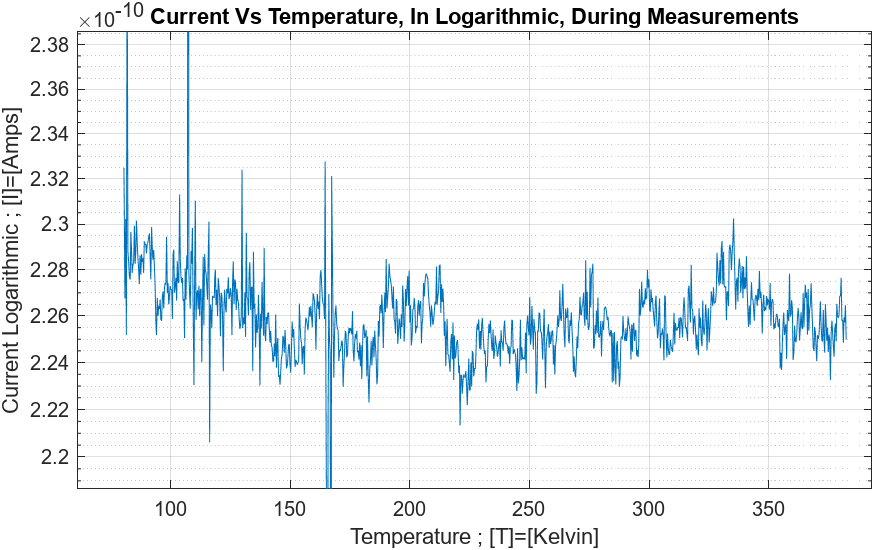 ×10-10
Current Vs Temperature, In Logarithmic, During Measurements
2.38
2.36
2.34
2.32
2.3
2.28
2.26
2.24
2.22
2.2
Current Logarithmic ; [I]=[Amps]
100 150 200 250 300 350
Temperature ; [T]=[Kelvin]